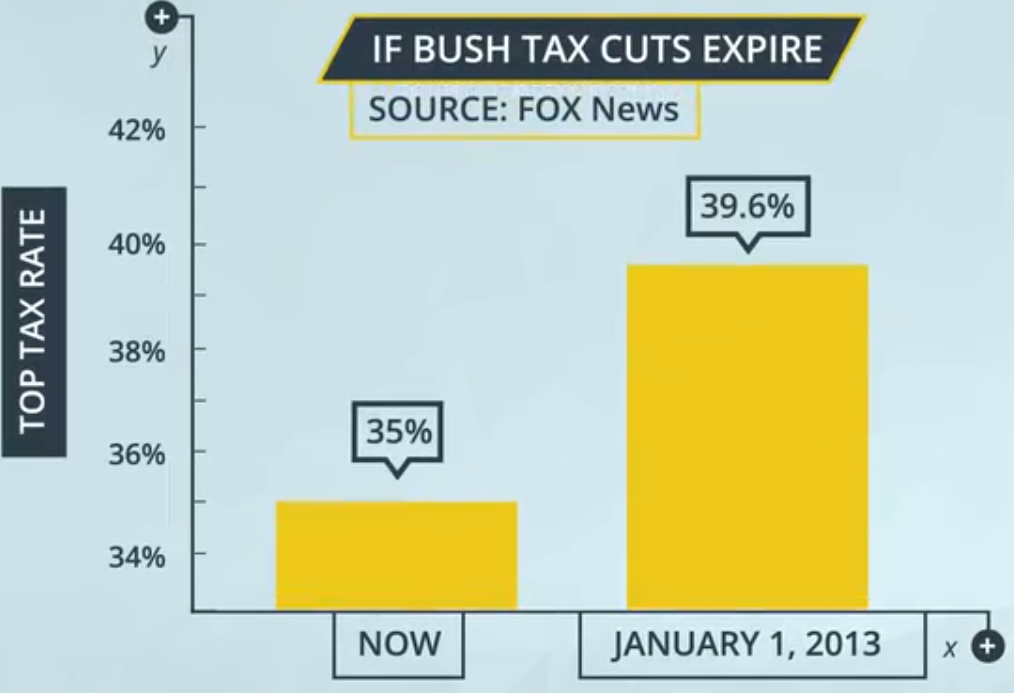 IF BUSH TAX CUTS EXPIRE
SOURCE: FOX News
y
42%
40%
38%
36%
34%
TOP TAX RATE
35%
39.6%
NOW
JANUARY 1, 2013
x